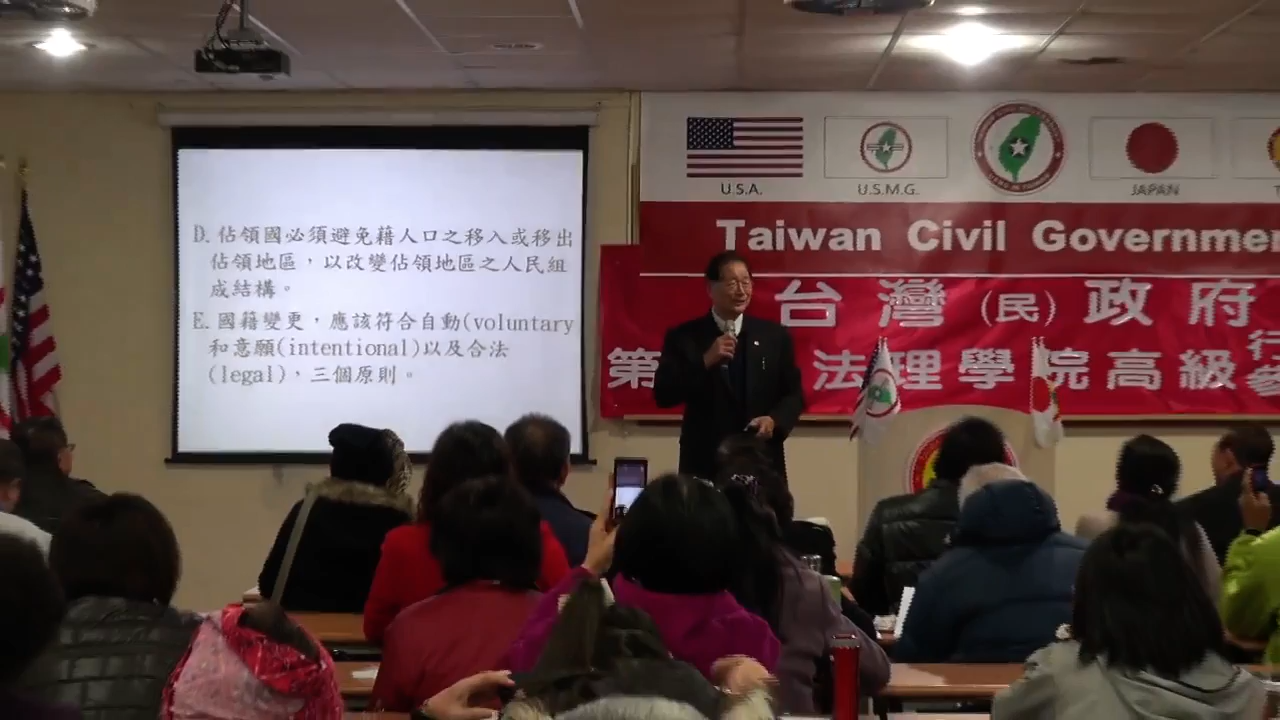 D. 佔領國必須避免藉人口之移入或移出
佔領地區，以改變佔領地區之人民組
成結構。
E. 國籍變更，應該符合自動(voluntary
和意願(intentional)以及合法
(legal)，三個原則。
U.S.A.
U.S.M.G.
JAPAN
Taiwan Civil Governmen
台灣(民)政府
第 法理學院高級
行